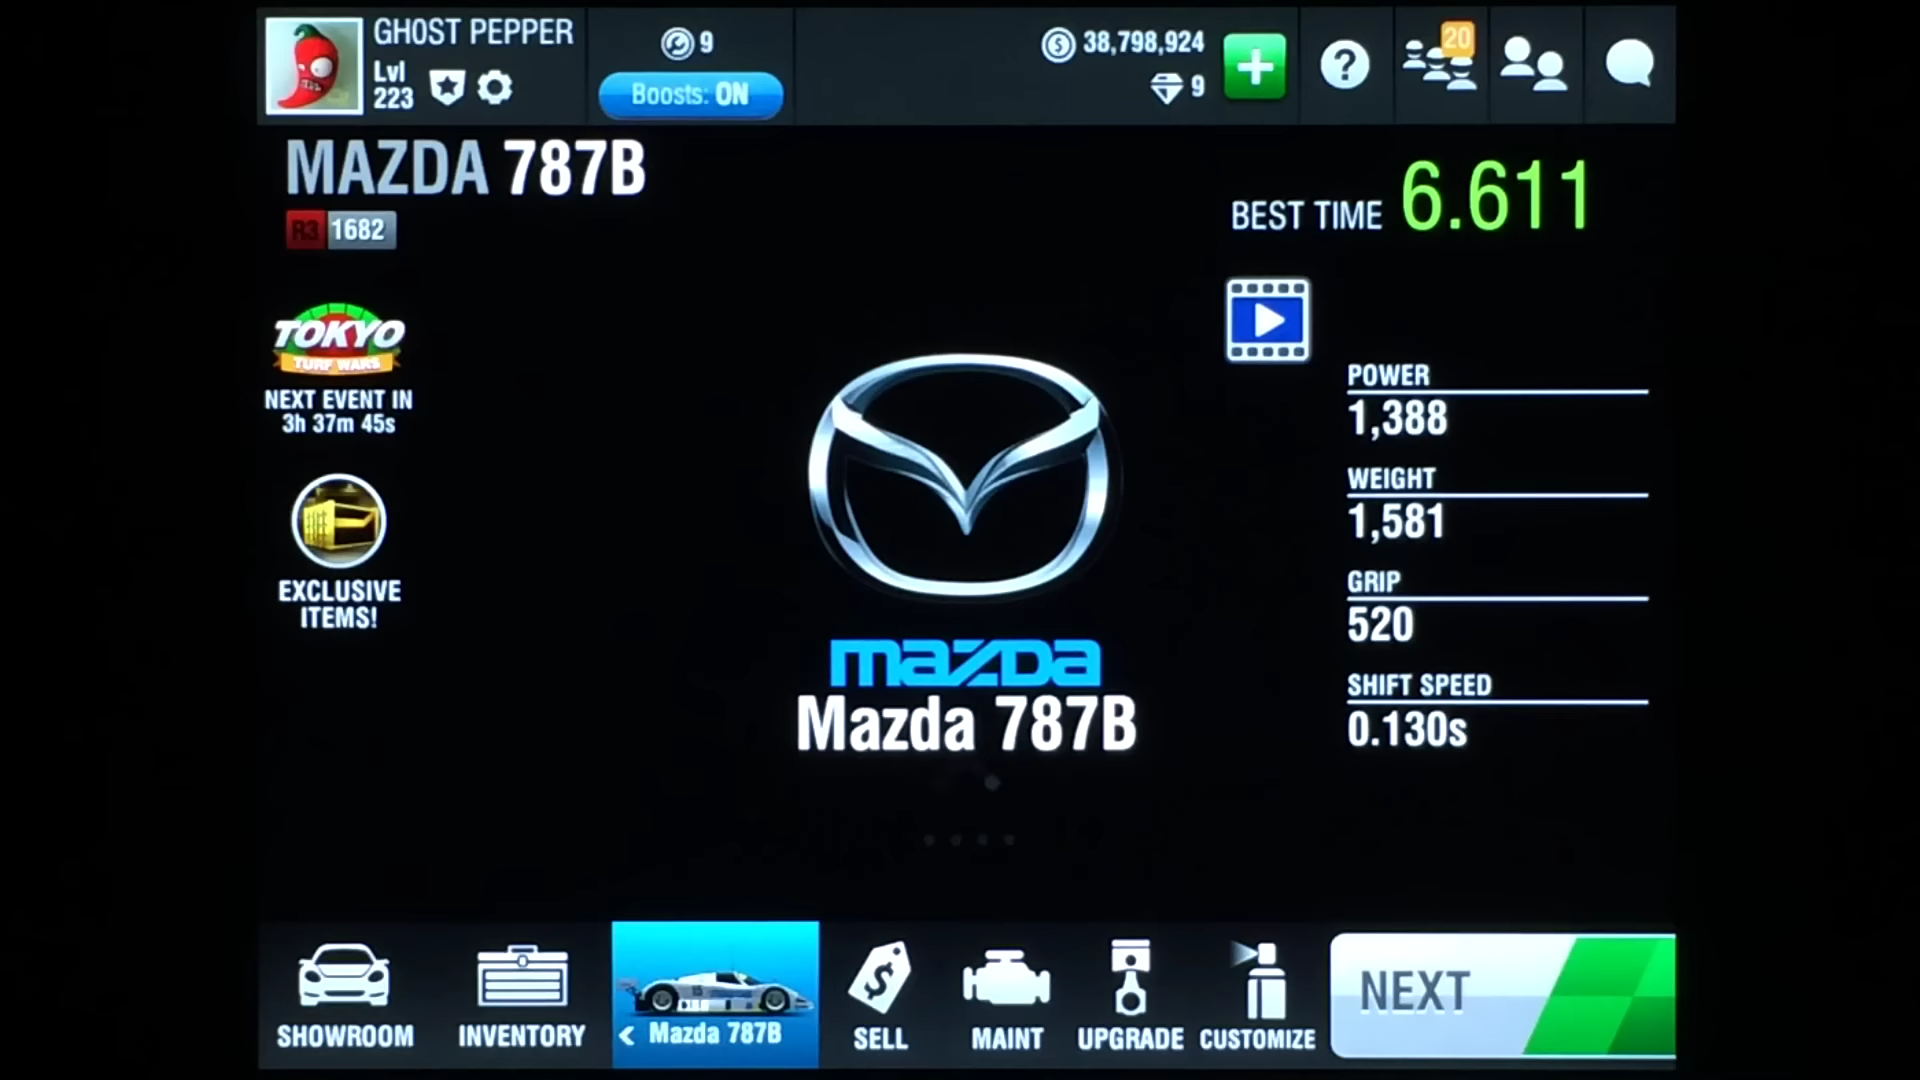 GHOST PEPPER
Lvl
223
9
Boosts: ON
38,798,924
9
20
MAZDA 787B
R3 1682
BEST TIME 6.611
TOKYO
TURF WARS
NEXT EVENT IN
3h 37m 45s
EXCLUSIVE
ITEMS!
POWER
1,388
WEIGHT
1,581
GRIP
520
SHIFT SPEED
0.130s
mazda
Mazda 787B
SHOWROOM
INVENTORY
< Mazda 787B
SELL
MAINT
UPGRADE
CUSTOMIZE
NEXT